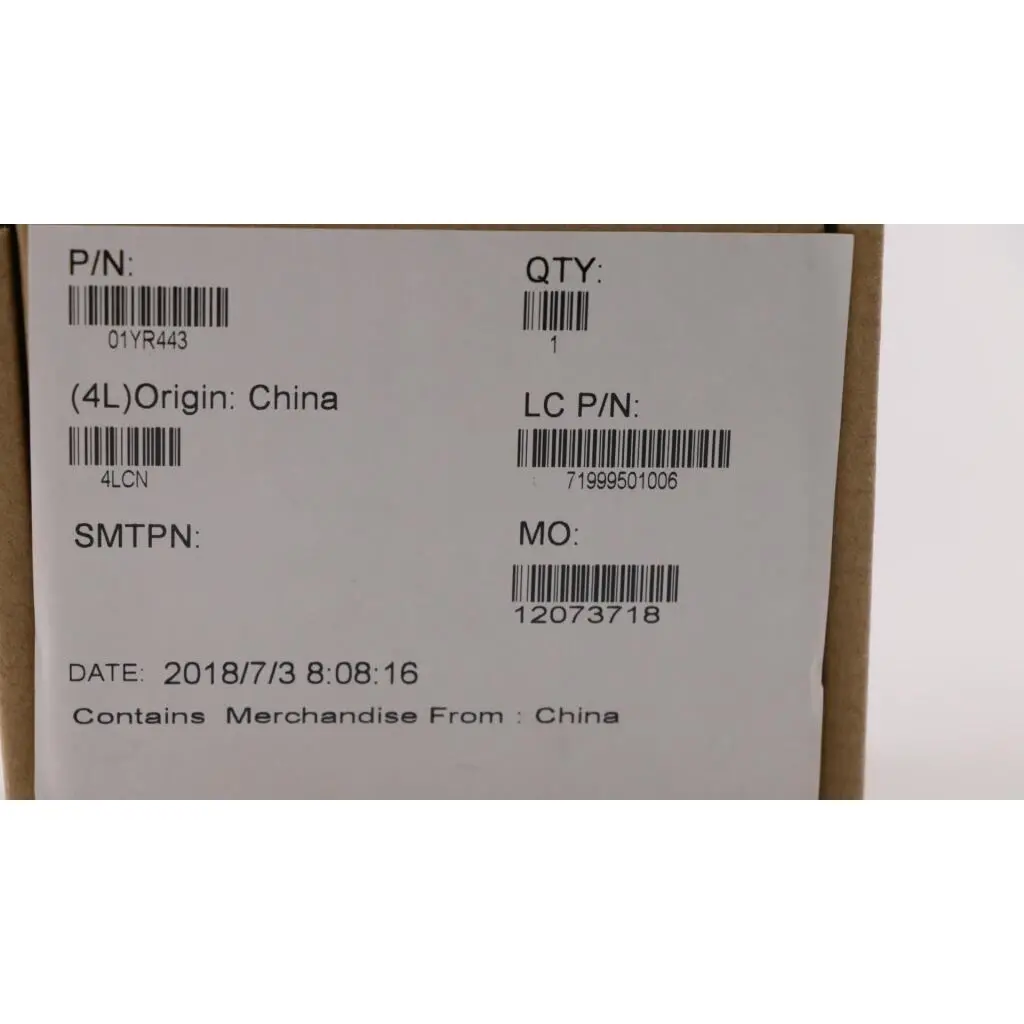 P/N:
01YR443
QTY:
1
(4L)Origin: China
4LCN
LC P/N:
71999501006
SMTPN:
MO:
12073718
DATE: 2018/7/3 8:08:16
Contains Merchandise From : China